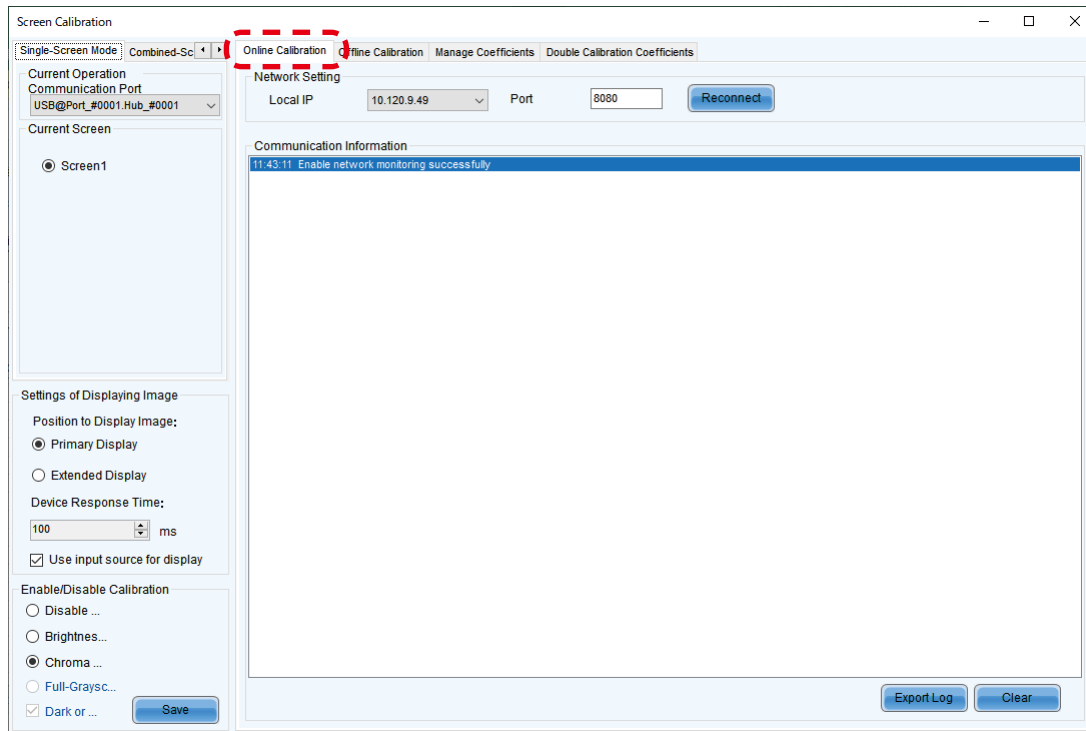 Screen Calibration
Single-Screen Mode
Combined-Sc
Online Calibration
ffline Calibration
Manage Coefficients
Double Calibration Coefficients
Current Operation
Communication Port
USB@Port_#0001.Hub_#0001
Current Screen
Screen1
Settings of Displaying Image
Position to Display Image:
Primary Display
Extended Display
Device Response Time:
100
ms
Use input source for display
Enable/Disable Calibration
Disable ...
Brightnes...
Chroma ...
Full-Graysc...
Dark or ...
Save
Network Setting
Local IP
10.120.9.49
Port
8080
Reconnect
Communication Information
11:43:11 Enable network monitoring successfully
Export Log
Clear